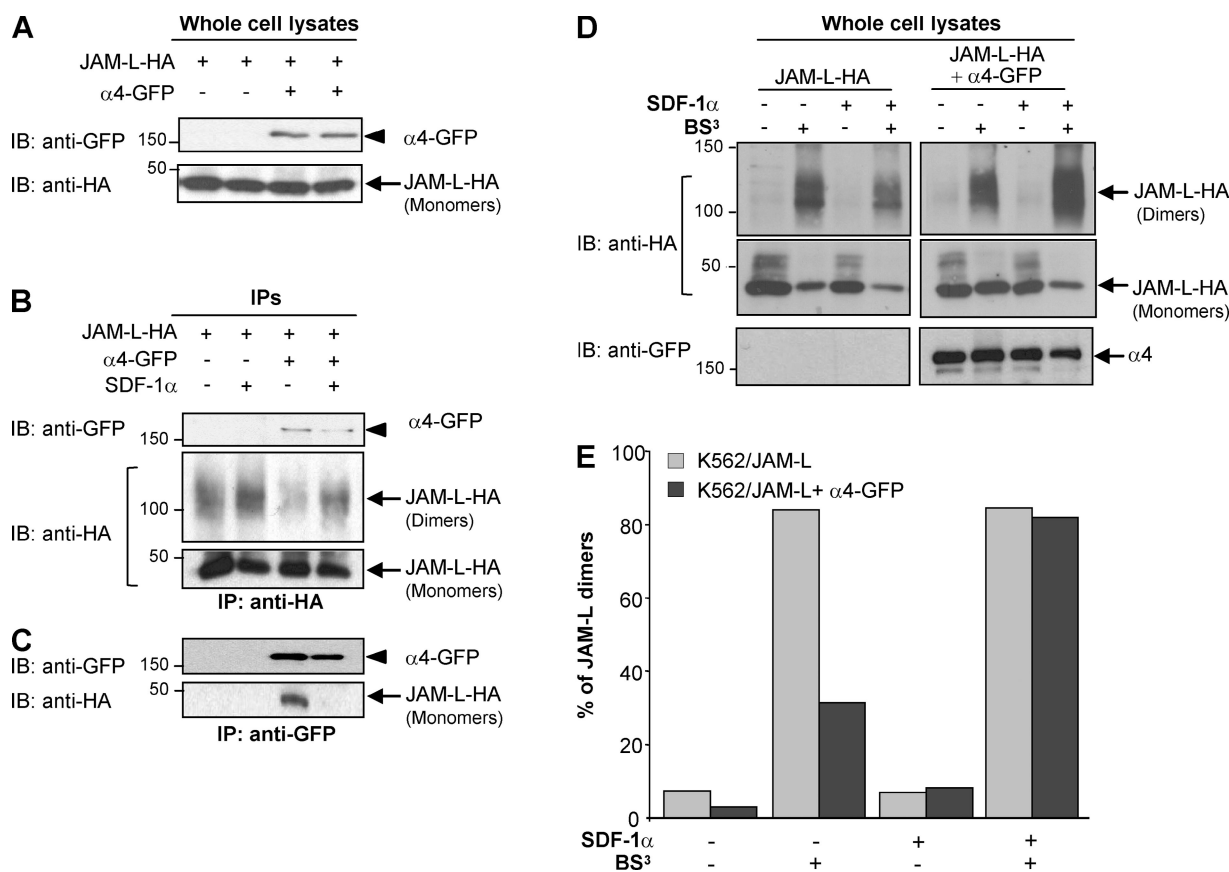 A
Whole cell lysates
JAM-L-HA + + + +
α4-GFP - - + +
IB: anti-GFP 150 α4-GFP
50
IB: anti-HA JAM-L-HA
(Monomers)
B
IPs
JAM-L-HA + + + +
α4-GFP - - + +
SDF-1α - + - +
IB: anti-GFP 150 α4-GFP
IB: anti-HA
100 JAM-L-HA
(Dimers)
50 JAM-L-HA
(Monomers)
IP: anti-HA
C
IB: anti-GFP 150 α4-GFP
IB: anti-HA 50 JAM-L-HA
(Monomers)
IP: anti-GFP
D
Whole cell lysates
JAM-L-HA
JAM-L-HA
+ α4-GFP
SDF-1α - - + + - - + +
BS³ - + - + - + - +
150
100 JAM-L-HA
(Dimers)
IB: anti-HA
50
JAM-L-HA
(Monomers)
IB: anti-GFP
150 α4
E
K562/JAM-L
K562/JAM-L+ α4-GFP
% of JAM-L dimers
100
80
60
40
20
0
SDF-1α - - + +
BS³ - + - +